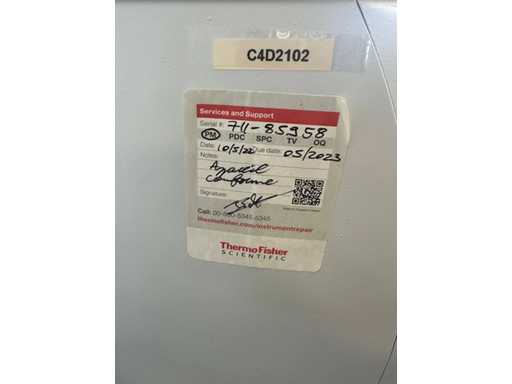 C4D2102
Services and Support
Serial #: 711-85958
PM PDC SPC TV OQ
Date: 10/5/22 Due date: 05/2023
Notes:
Appareil
conforme
Signature:
Call: 00-800-5345-5345
thermofisher.com/instrumentrepair
ThermoFisher
SCIENTIFIC